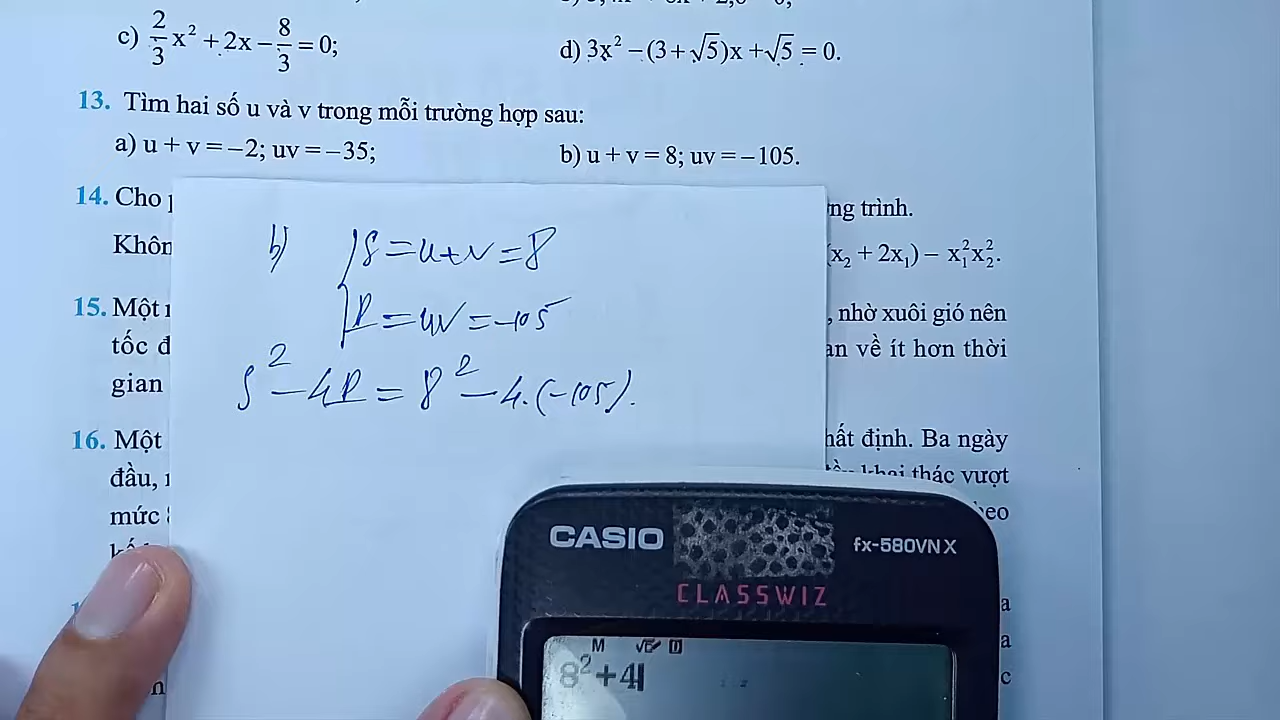 c) 2/3 x² + 2x − 8/3 = 0;
d) 3x² − (3 + √5)x + √5 = 0.
13. Tìm hai số u và v trong mỗi trường hợp sau:
a) u + v = −2; uv = −35;
b) u + v = 8; uv = −105.
14. Cho
ng trình.
Khôn
(x₂ + 2x₁) − x₁²x₂².
15. Một
, nhờ xuôi gió nên
tốc đ
an về ít hơn thời
gian
16. Một
hất định. Ba ngày
đầu,
khai thác vượt
mức
heo
a
a
c
n
b) S = u + v = 8
P = uv = −105
S² − 4P = 8² − 4.(−105).
CASIO
fx-580VN X
CLASSWIZ
M √ D
8²+4